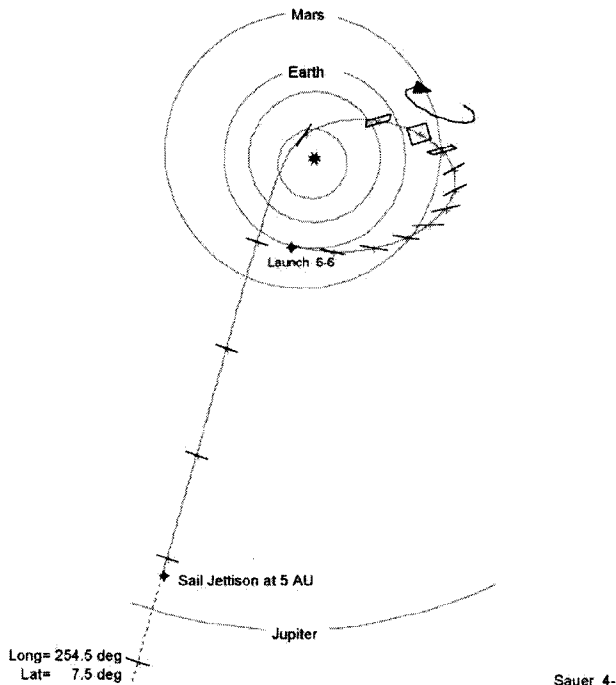 Mars
Earth
Launch 6-6
Sail Jettison at 5 AU
Jupiter
Long= 254.5 deg
Lat= 7.5 deg
Sauer 4-